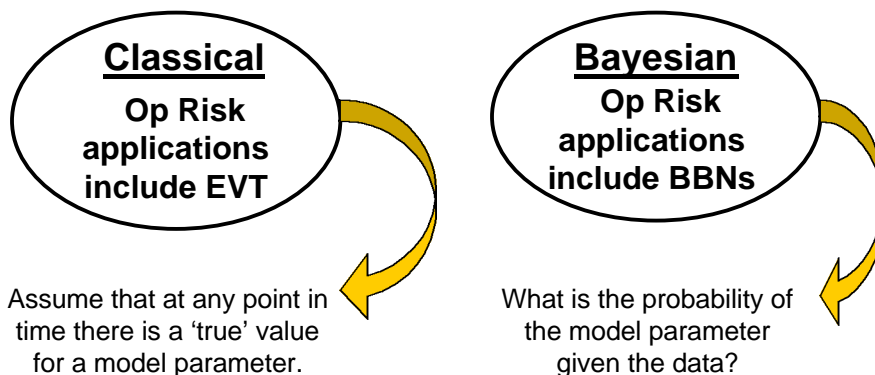 Classical
Op Risk
applications
include EVT
Assume that at any point in
time there is a ‘true’ value
for a model parameter.
Bayesian
Op Risk
applications
include BBNs
What is the probability of
the model parameter
given the data?